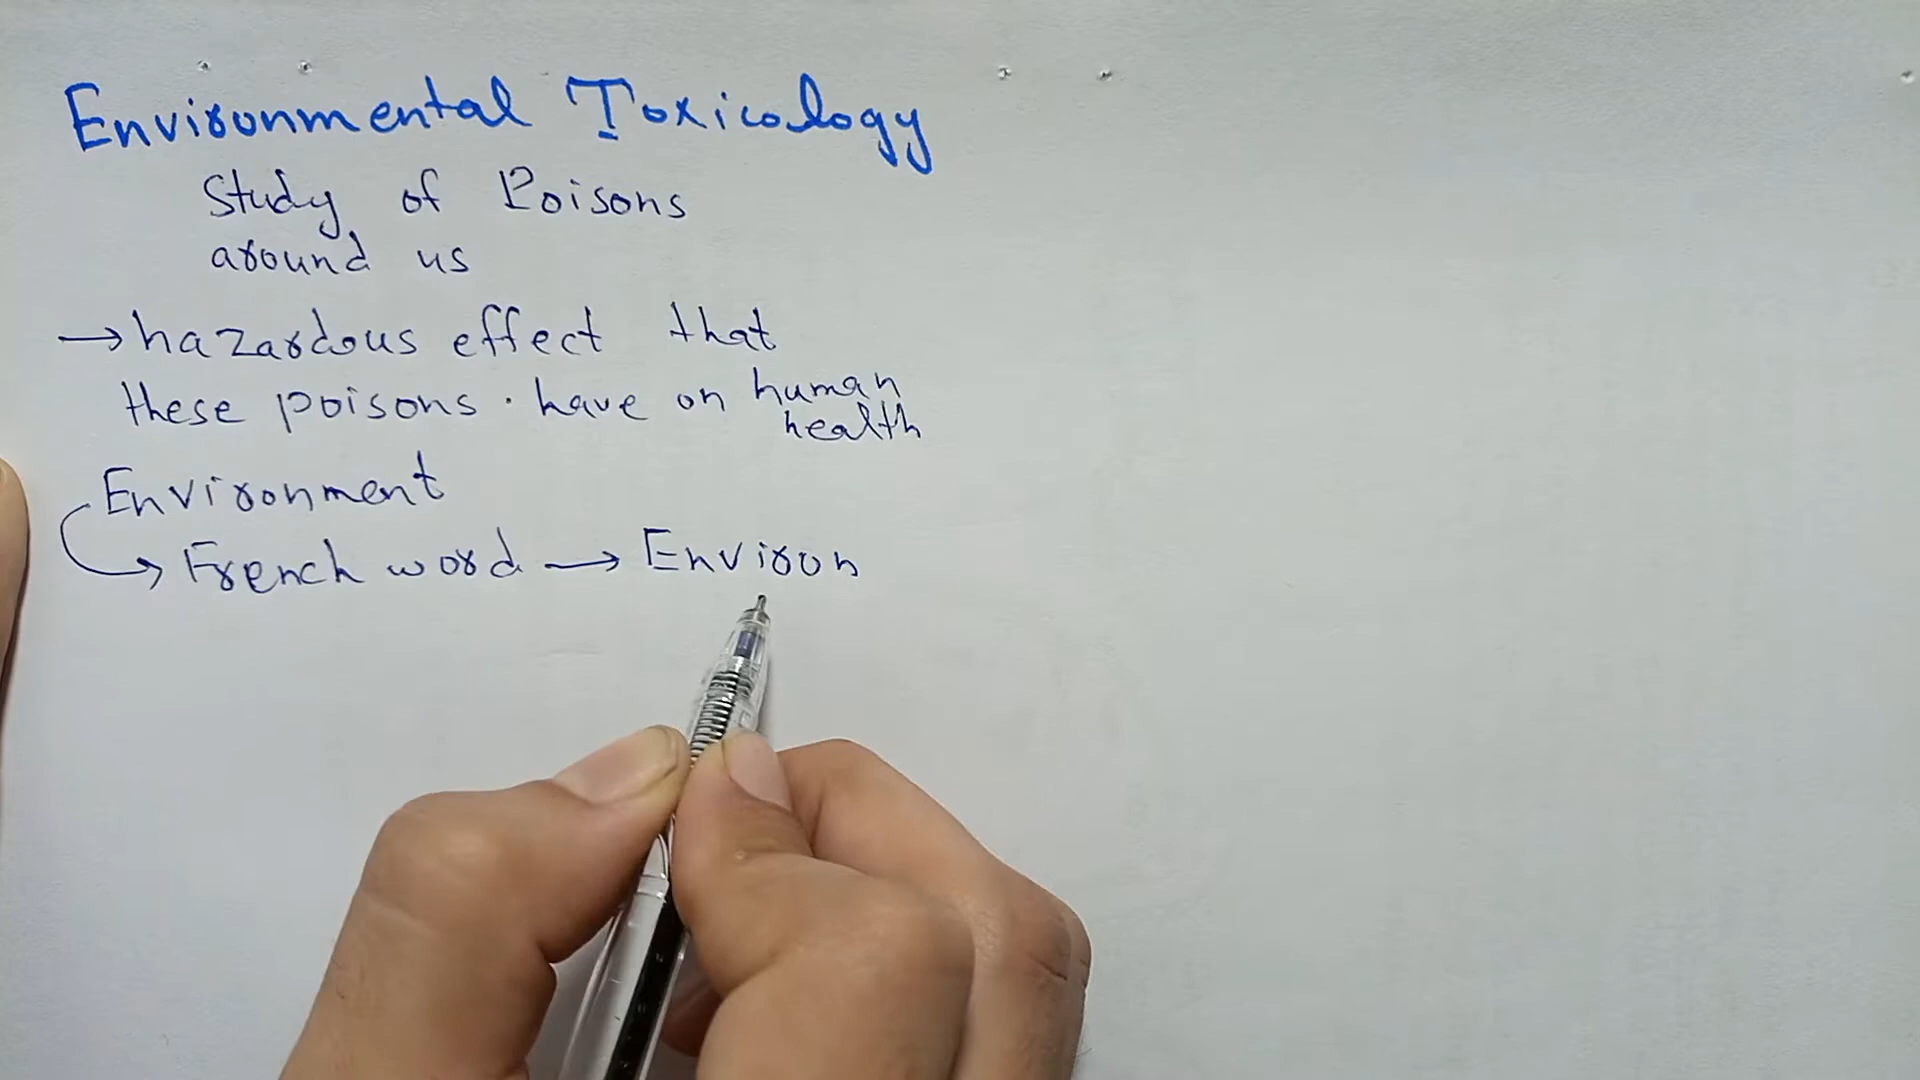 Environmental Toxicology
Study of Poisons
around us
→ hazardous effect that
these poisons · have on human
health
Environment
→ French word → Environ